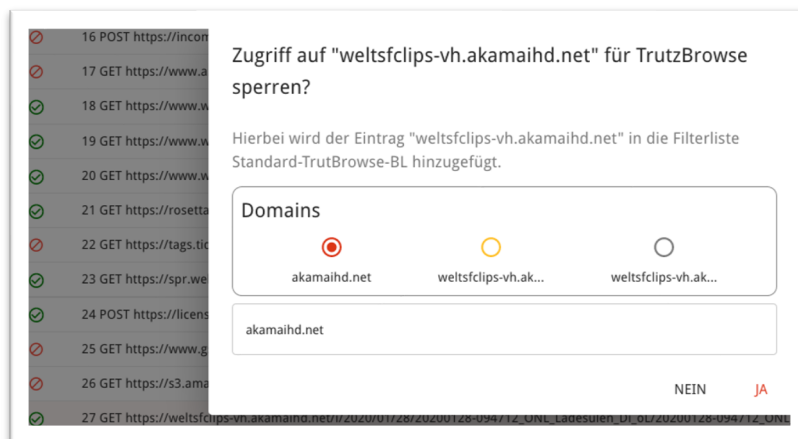 16 POST https://incom
17 GET https://www.a
18 GET https://www.w
19 GET https://www.w
20 GET https://www.w
21 GET https://rosetta
22 GET https://tags.tic
23 GET https://spr.we
24 POST https://licens
25 GET https://www.g
26 GET https://s3.ama
27 GET https://weltsfclips-vh.akamaihd.net/i/2020/01/28/20200128-094712_ONL_Ladesulen_DI_oL/20200128-094712_ONL
Zugriff auf "weltsfclips-vh.akamaihd.net" für TrutzBrowse
sperren?
Hierbei wird der Eintrag "weltsfclips-vh.akamaihd.net" in die Filterliste
Standard-TrutBrowse-BL hinzugefügt.
Domains
akamaihd.net weltsfclips-vh.ak... weltsfclips-vh.ak...
akamaihd.net
NEIN JA